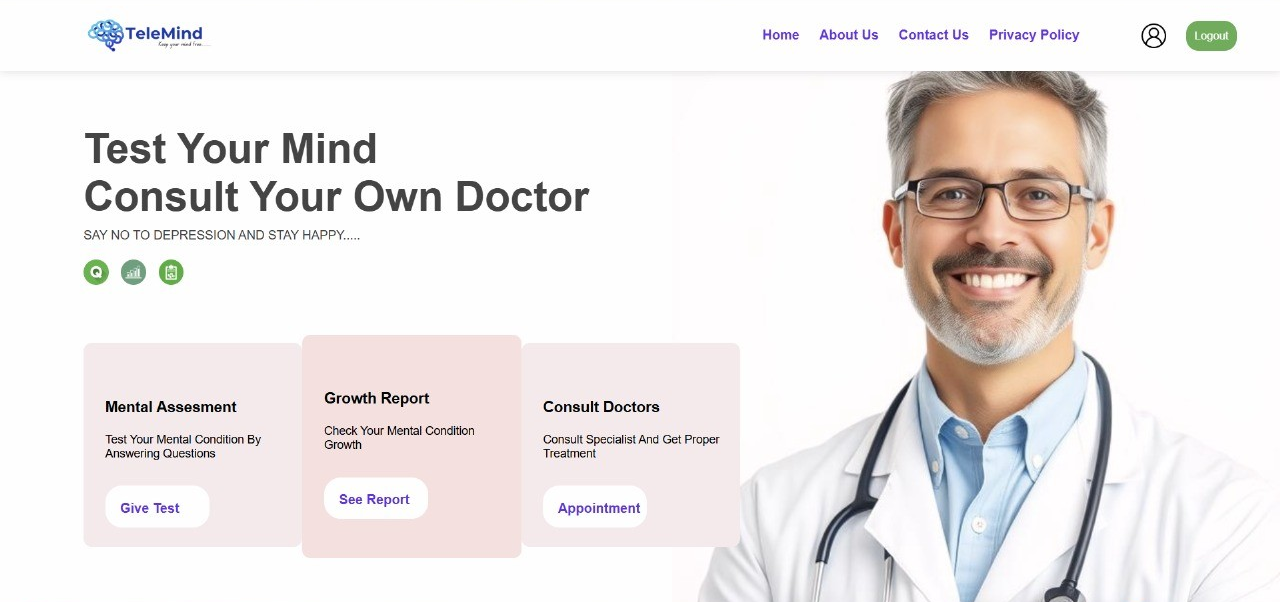 TeleMind
Keep your mind free.....
Home About Us Contact Us Privacy Policy Logout
Test Your Mind
Consult Your Own Doctor
SAY NO TO DEPRESSION AND STAY HAPPY.....
Q
Mental Assesment
Test Your Mental Condition By
Answering Questions
Give Test
Growth Report
Check Your Mental Condition
Growth
See Report
Consult Doctors
Consult Specialist And Get Proper
Treatment
Appointment